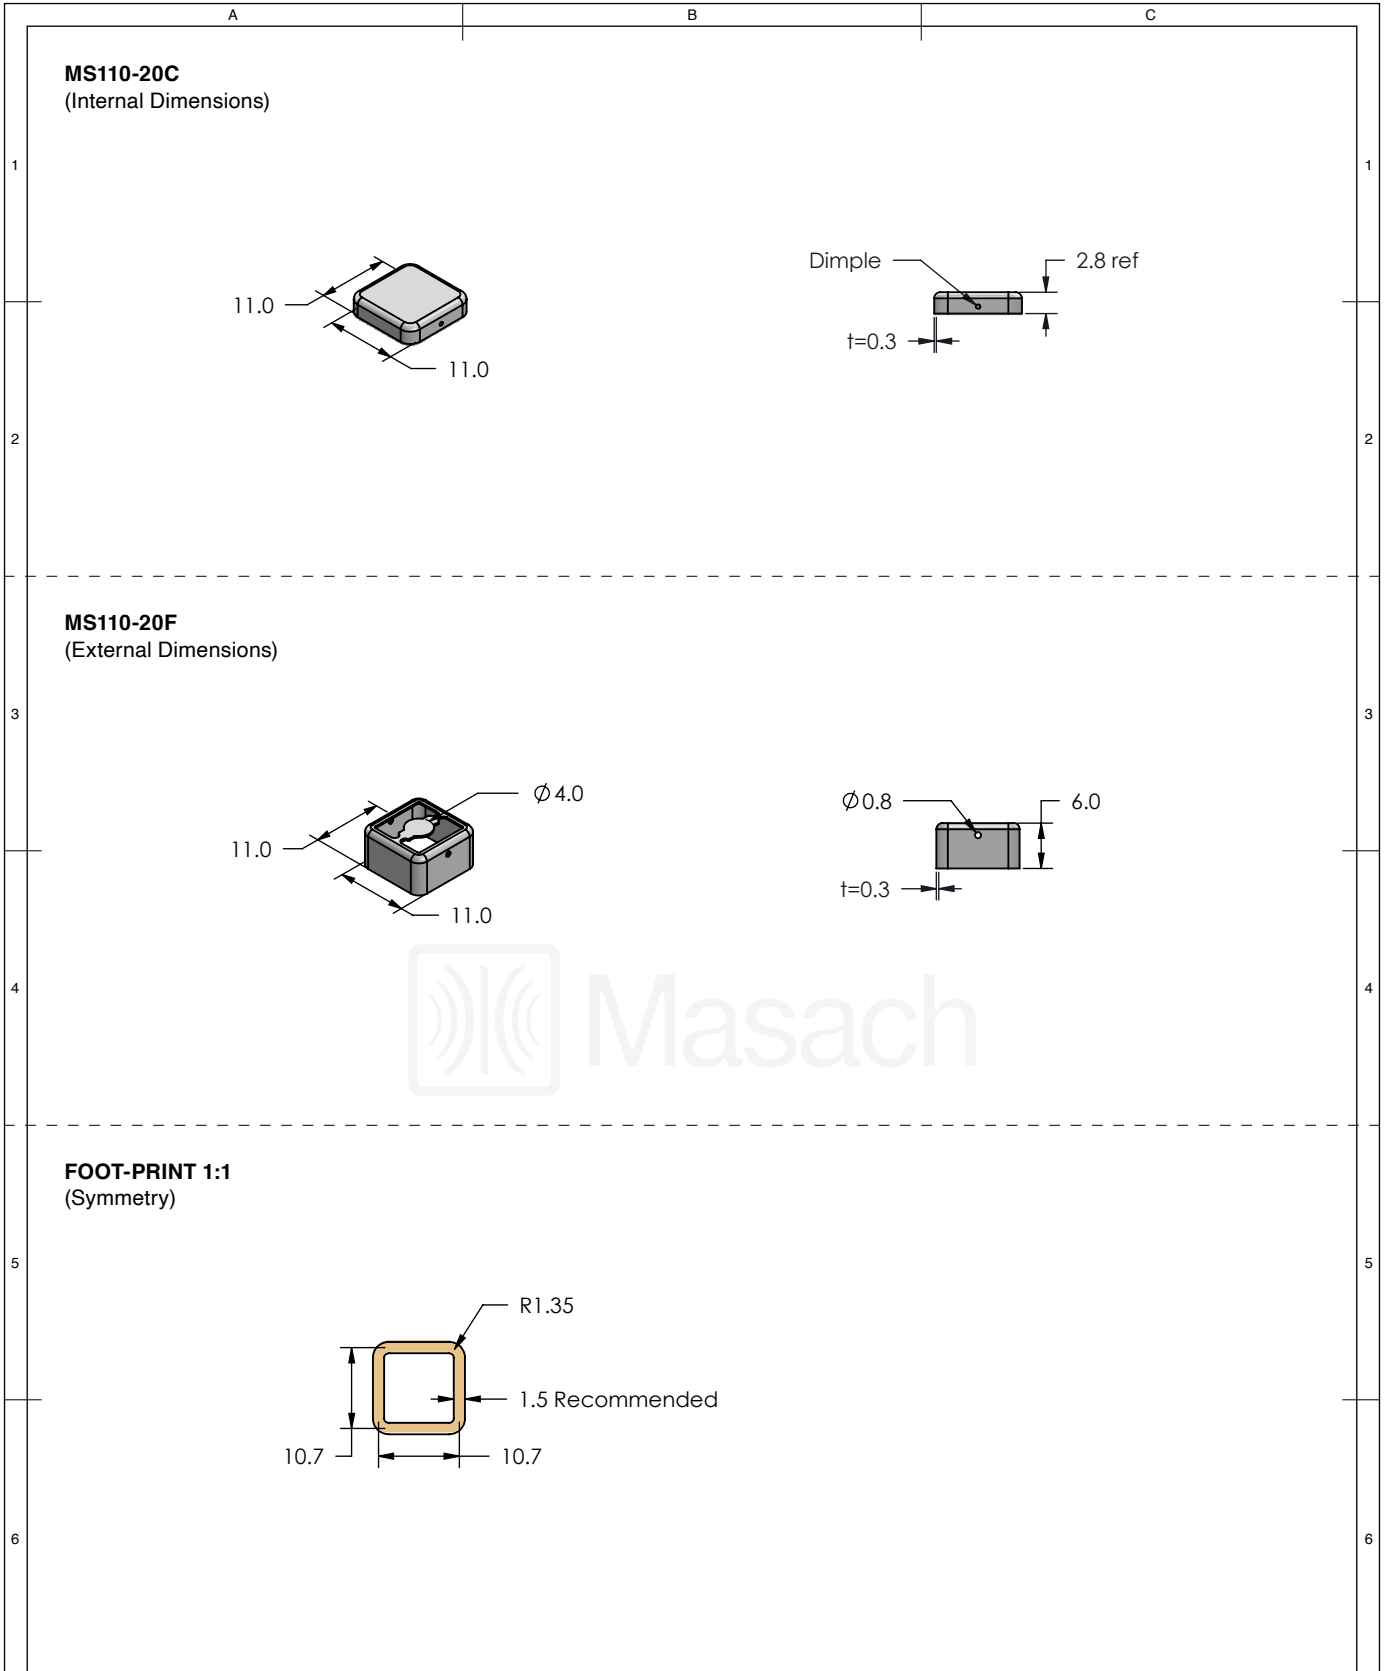 A B C
MS110-20C
(Internal Dimensions)
1 1
Dimple 2.8 ref
11.0
t=0.3
11.0
2 2
MS110-20F
(External Dimensions)
3 3
∅4.0 ∅0.8 6.0
11.0
t=0.3
11.0
Masach
4 4
FOOT-PRINT 1:1
(Symmetry)
5 5
R1.35
1.5 Recommended
10.7 10.7
6 6